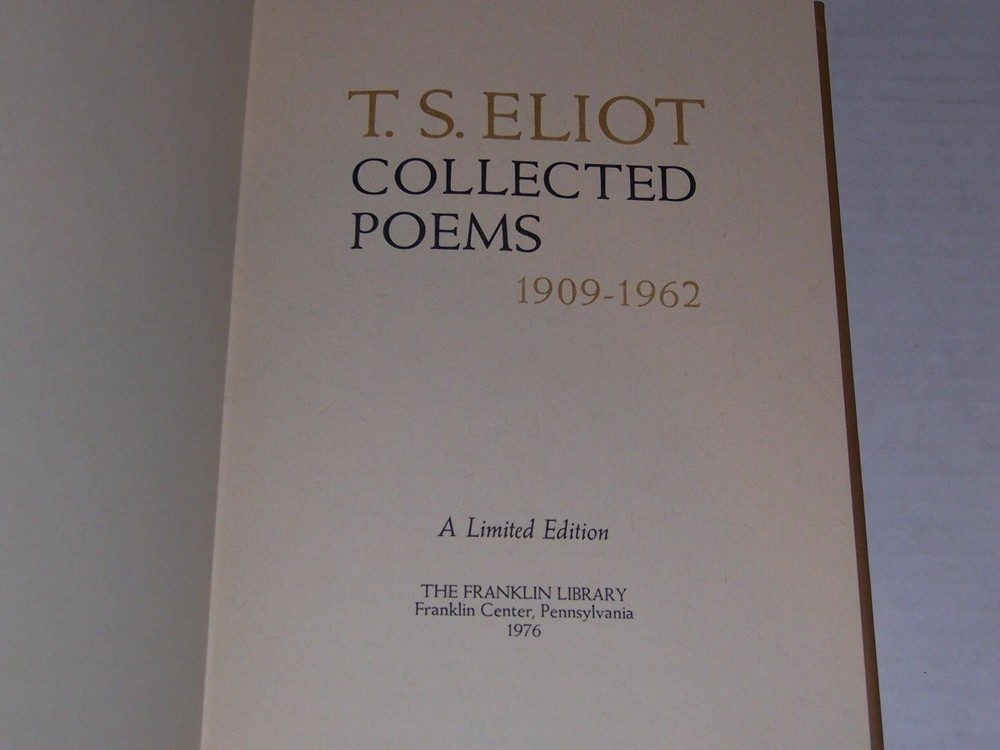 T. S. ELIOT
COLLECTED
POEMS
1909-1962
A Limited Edition
THE FRANKLIN LIBRARY
Franklin Center, Pennsylvania
1976